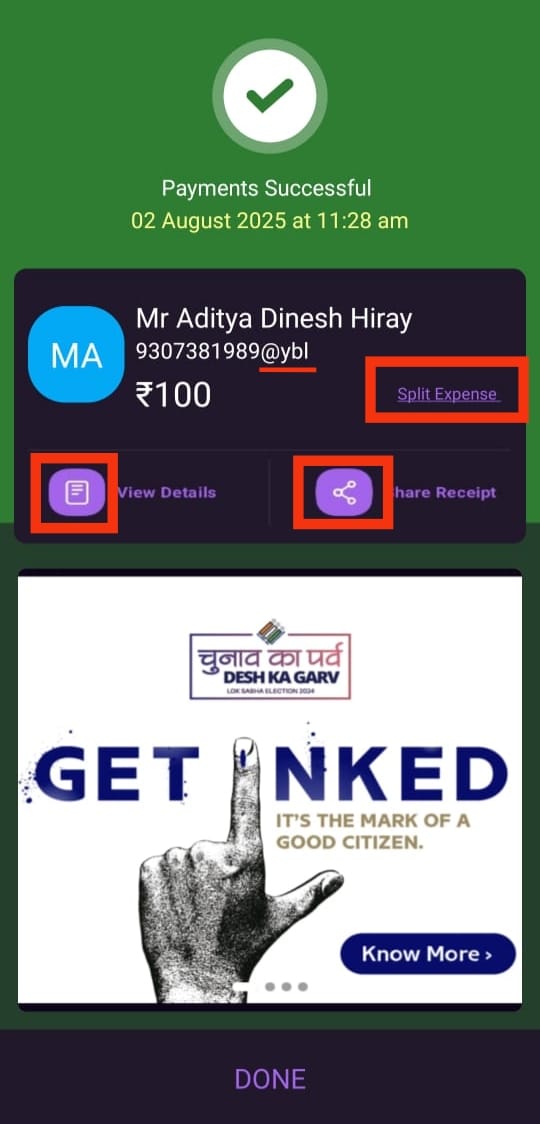 Payments Successful
02 August 2025 at 11:28 am
MA
Mr Aditya Dinesh Hiray
9307381989@ybl
₹100
Split Expense
View Details
hare Receipt
चुनाव का पर्व
DESH KA GARV
LOK SABHA ELECTION 2024
GET INKED
IT'S THE MARK OF A
GOOD CITIZEN.
Know More ›
DONE